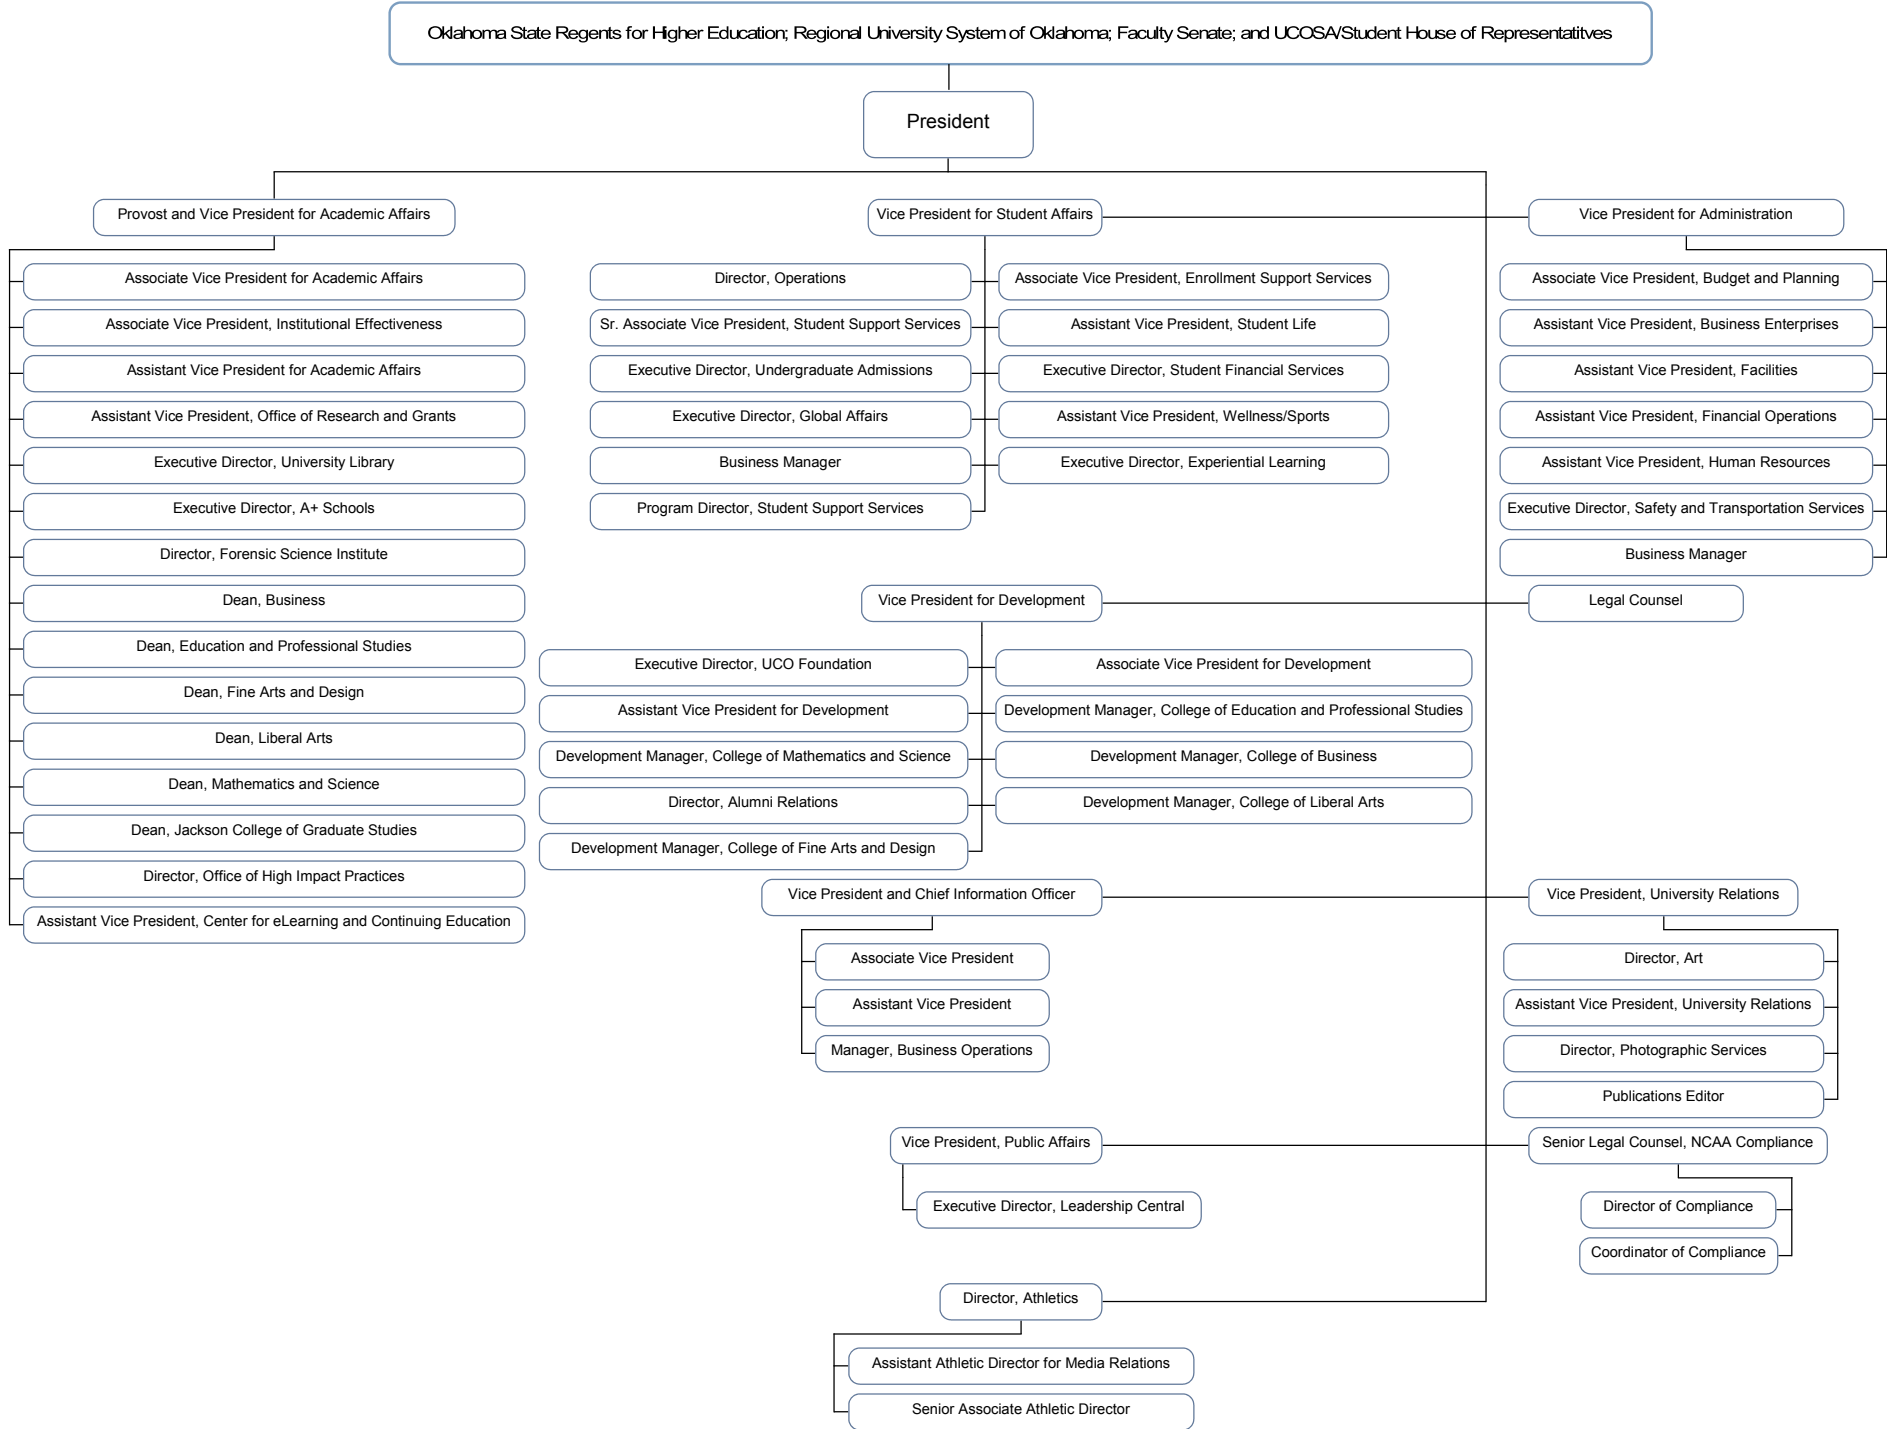 Oklahoma State Regents for Higher Education; Regional University System of Oklahoma; Faculty Senate; and UCOSA/Student House of Representatitves
President
Provost and Vice President for Academic Affairs
Associate Vice President for Academic Affairs
Associate Vice President, Institutional Effectiveness
Assistant Vice President for Academic Affairs
Assistant Vice President, Office of Research and Grants
Executive Director, University Library
Executive Director, A+ Schools
Director, Forensic Science Institute
Dean, Business
Dean, Education and Professional Studies
Dean, Fine Arts and Design
Dean, Liberal Arts
Dean, Mathematics and Science
Dean, Jackson College of Graduate Studies
Director, Office of High Impact Practices
Assistant Vice President, Center for eLearning and Continuing Education
Vice President for Student Affairs
Director, Operations
Associate Vice President, Enrollment Support Services
Sr. Associate Vice President, Student Support Services
Assistant Vice President, Student Life
Executive Director, Undergraduate Admissions
Executive Director, Student Financial Services
Executive Director, Global Affairs
Assistant Vice President, Wellness/Sports
Business Manager
Executive Director, Experiential Learning
Program Director, Student Support Services
Vice President for Administration
Associate Vice President, Budget and Planning
Assistant Vice President, Business Enterprises
Assistant Vice President, Facilities
Assistant Vice President, Financial Operations
Assistant Vice President, Human Resources
Executive Director, Safety and Transportation Services
Business Manager
Vice President for Development
Executive Director, UCO Foundation
Associate Vice President for Development
Assistant Vice President for Development
Development Manager, College of Education and Professional Studies
Development Manager, College of Mathematics and Science
Development Manager, College of Business
Director, Alumni Relations
Development Manager, College of Liberal Arts
Development Manager, College of Fine Arts and Design
Legal Counsel
Vice President and Chief Information Officer
Associate Vice President
Assistant Vice President
Manager, Business Operations
Vice President, University Relations
Director, Art
Assistant Vice President, University Relations
Director, Photographic Services
Publications Editor
Vice President, Public Affairs
Executive Director, Leadership Central
Senior Legal Counsel, NCAA Compliance
Director of Compliance
Coordinator of Compliance
Director, Athletics
Assistant Athletic Director for Media Relations
Senior Associate Athletic Director